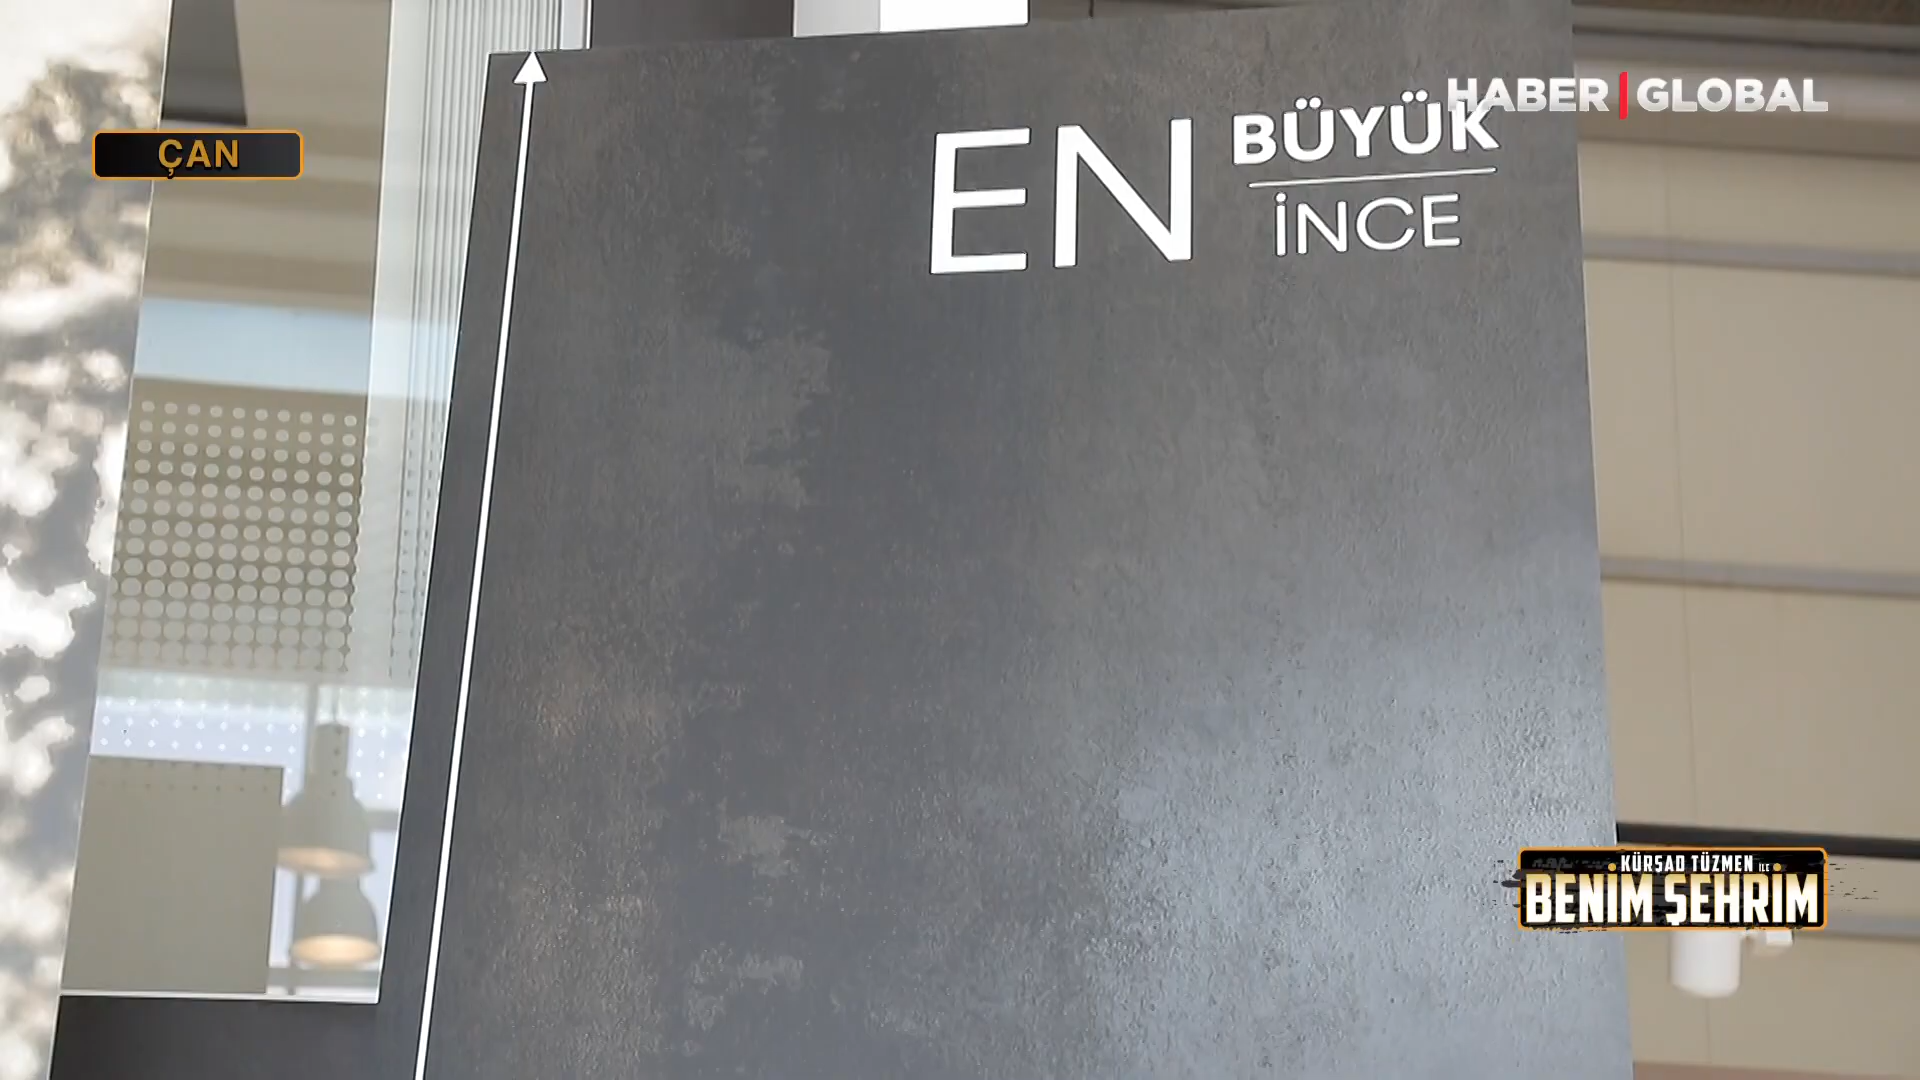 HABER GLOBAL
ÇAN
EN BÜYÜK
İNCE
KÜRŞAD TÜZMEN İLE
BENİM ŞEHRİM